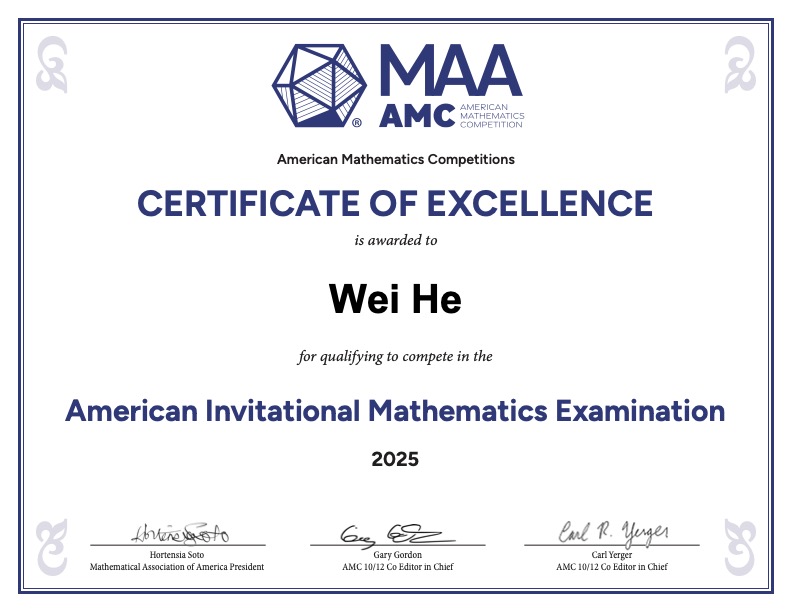 MAA
AMC AMERICAN
MATHEMATICS
COMPETITION
®
American Mathematics Competitions
CERTIFICATE OF EXCELLENCE
is awarded to
Wei He
for qualifying to compete in the
American Invitational Mathematics Examination
2025
Hortensia Soto
Carl R. Yerger
Hortensia Soto
Mathematical Association of America President
Gary Gordon
AMC 10/12 Co Editor in Chief
Carl Yerger
AMC 10/12 Co Editor in Chief